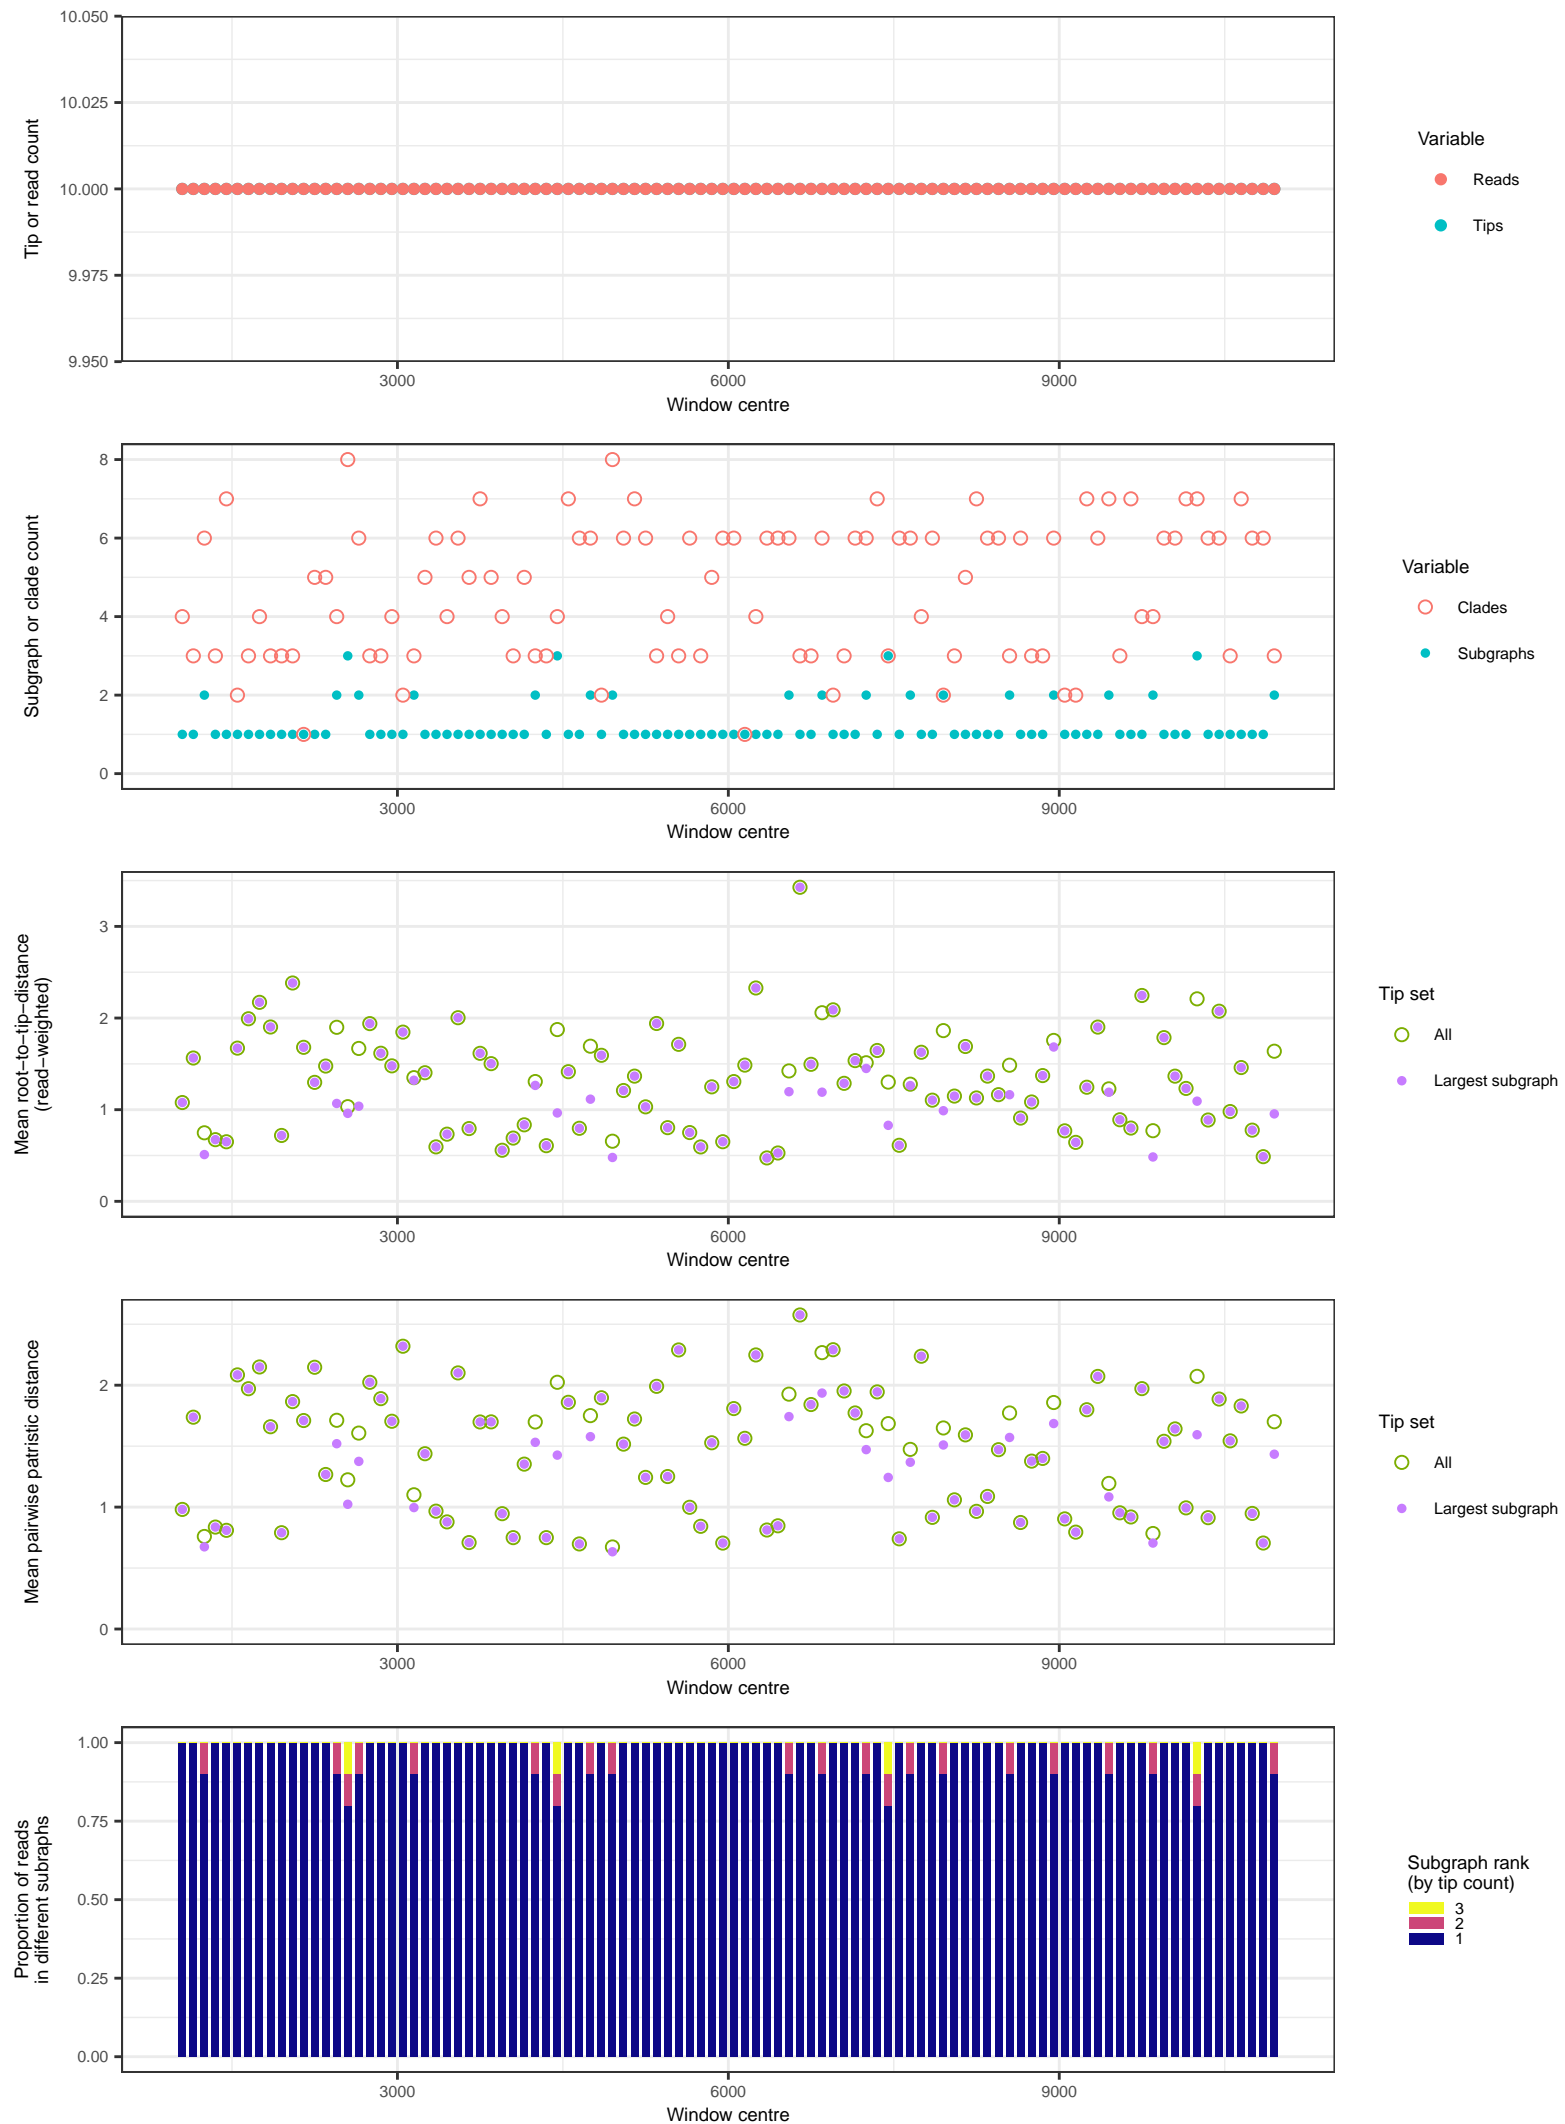 10.050
10.025
10.000
9.975
9.950
Tip or read count
3000 6000 9000
Window centre
Variable
Reads
Tips
8
6
4
2
0
Subgraph or clade count
3000 6000 9000
Window centre
Variable
Clades
Subgraphs
3
2
1
0
Mean root−to−tip−distance
(read−weighted)
3000 6000 9000
Window centre
Tip set
All
Largest subgraph
2
1
0
Mean pairwise patristic distance
3000 6000 9000
Window centre
Tip set
All
Largest subgraph
1.00
0.75
0.50
0.25
0.00
Proportion of reads
in different subraphs
3000 6000 9000
Window centre
Subgraph rank
(by tip count)
3
2
1